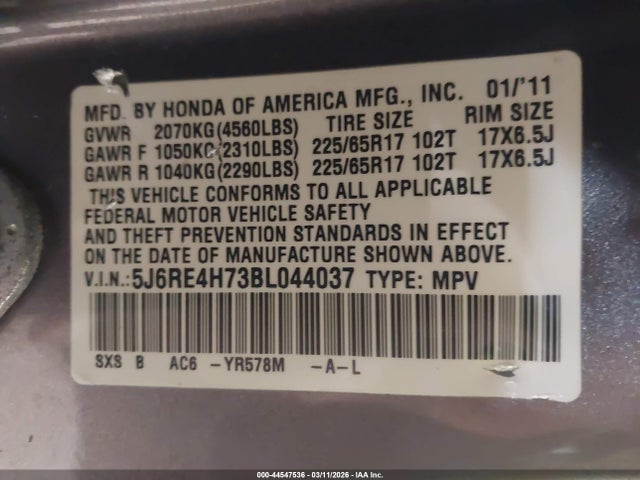 MFD. BY HONDA OF AMERICA MFG., INC. 01/'11
GVWR 2070KG(4560LBS) TIRE SIZE RIM SIZE
GAWR F 1050KG(2310LBS) 225/65R17 102T 17X6.5J
GAWR R 1040KG(2290LBS) 225/65R17 102T 17X6.5J
THIS VEHICLE CONFORMS TO ALL APPLICABLE
FEDERAL MOTOR VEHICLE SAFETY
AND THEFT PREVENTION STANDARDS IN EFFECT
ON THE DATE OF MANUFACTURE SHOWN ABOVE.
V.I.N.:5J6RE4H73BL044037 TYPE: MPV
SXS B AC6 -YR578M -A-L
000-44547536 - 03/11/2026 - IAA Inc.